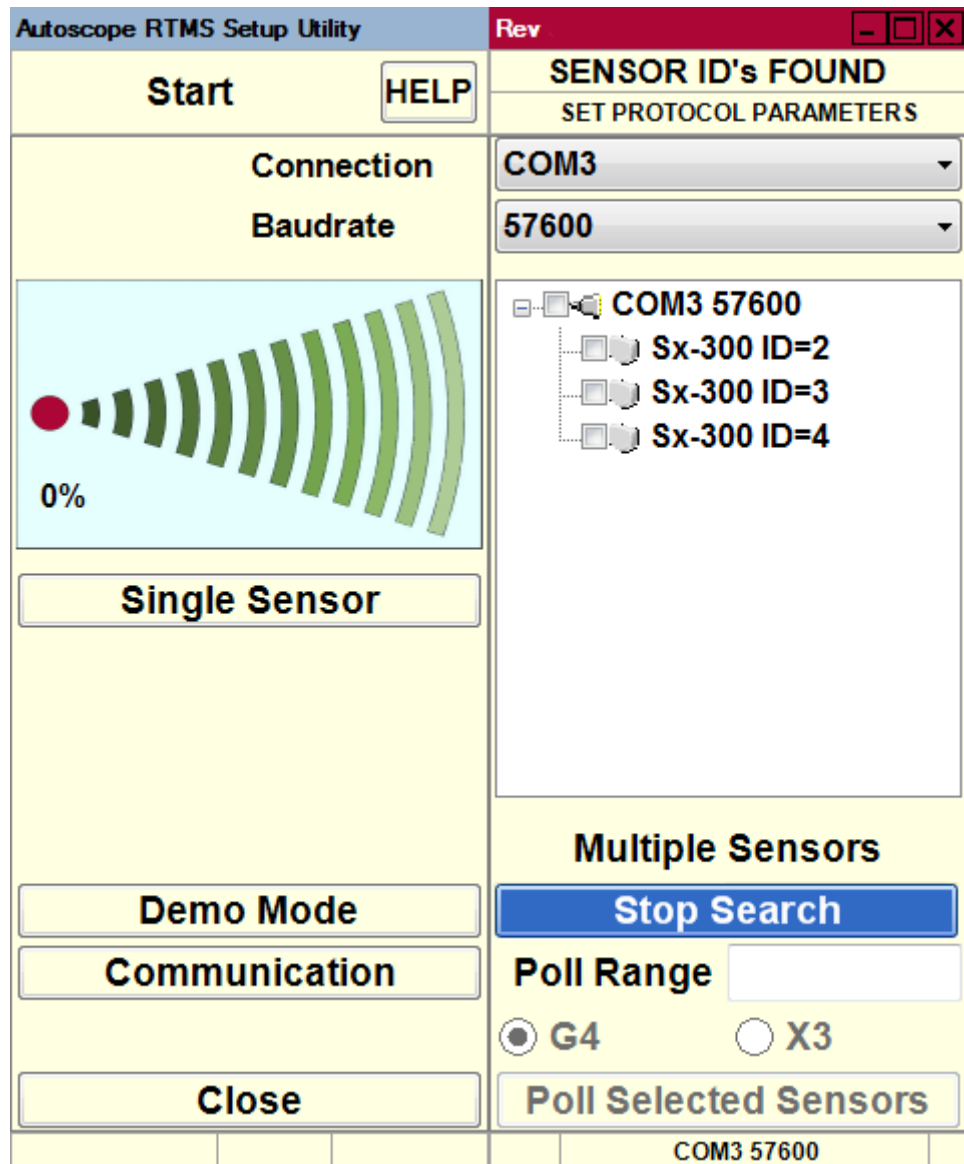 Autoscope RTMS Setup Utility
Rev
Start
HELP
SENSOR ID's FOUND
SET PROTOCOL PARAMETERS
Connection
COM3
Baudrate
57600
COM3 57600
Sx-300 ID=2
Sx-300 ID=3
Sx-300 ID=4
0%
Single Sensor
Multiple Sensors
Demo Mode
Stop Search
Communication
Poll Range
G4
X3
Close
Poll Selected Sensors
COM3 57600